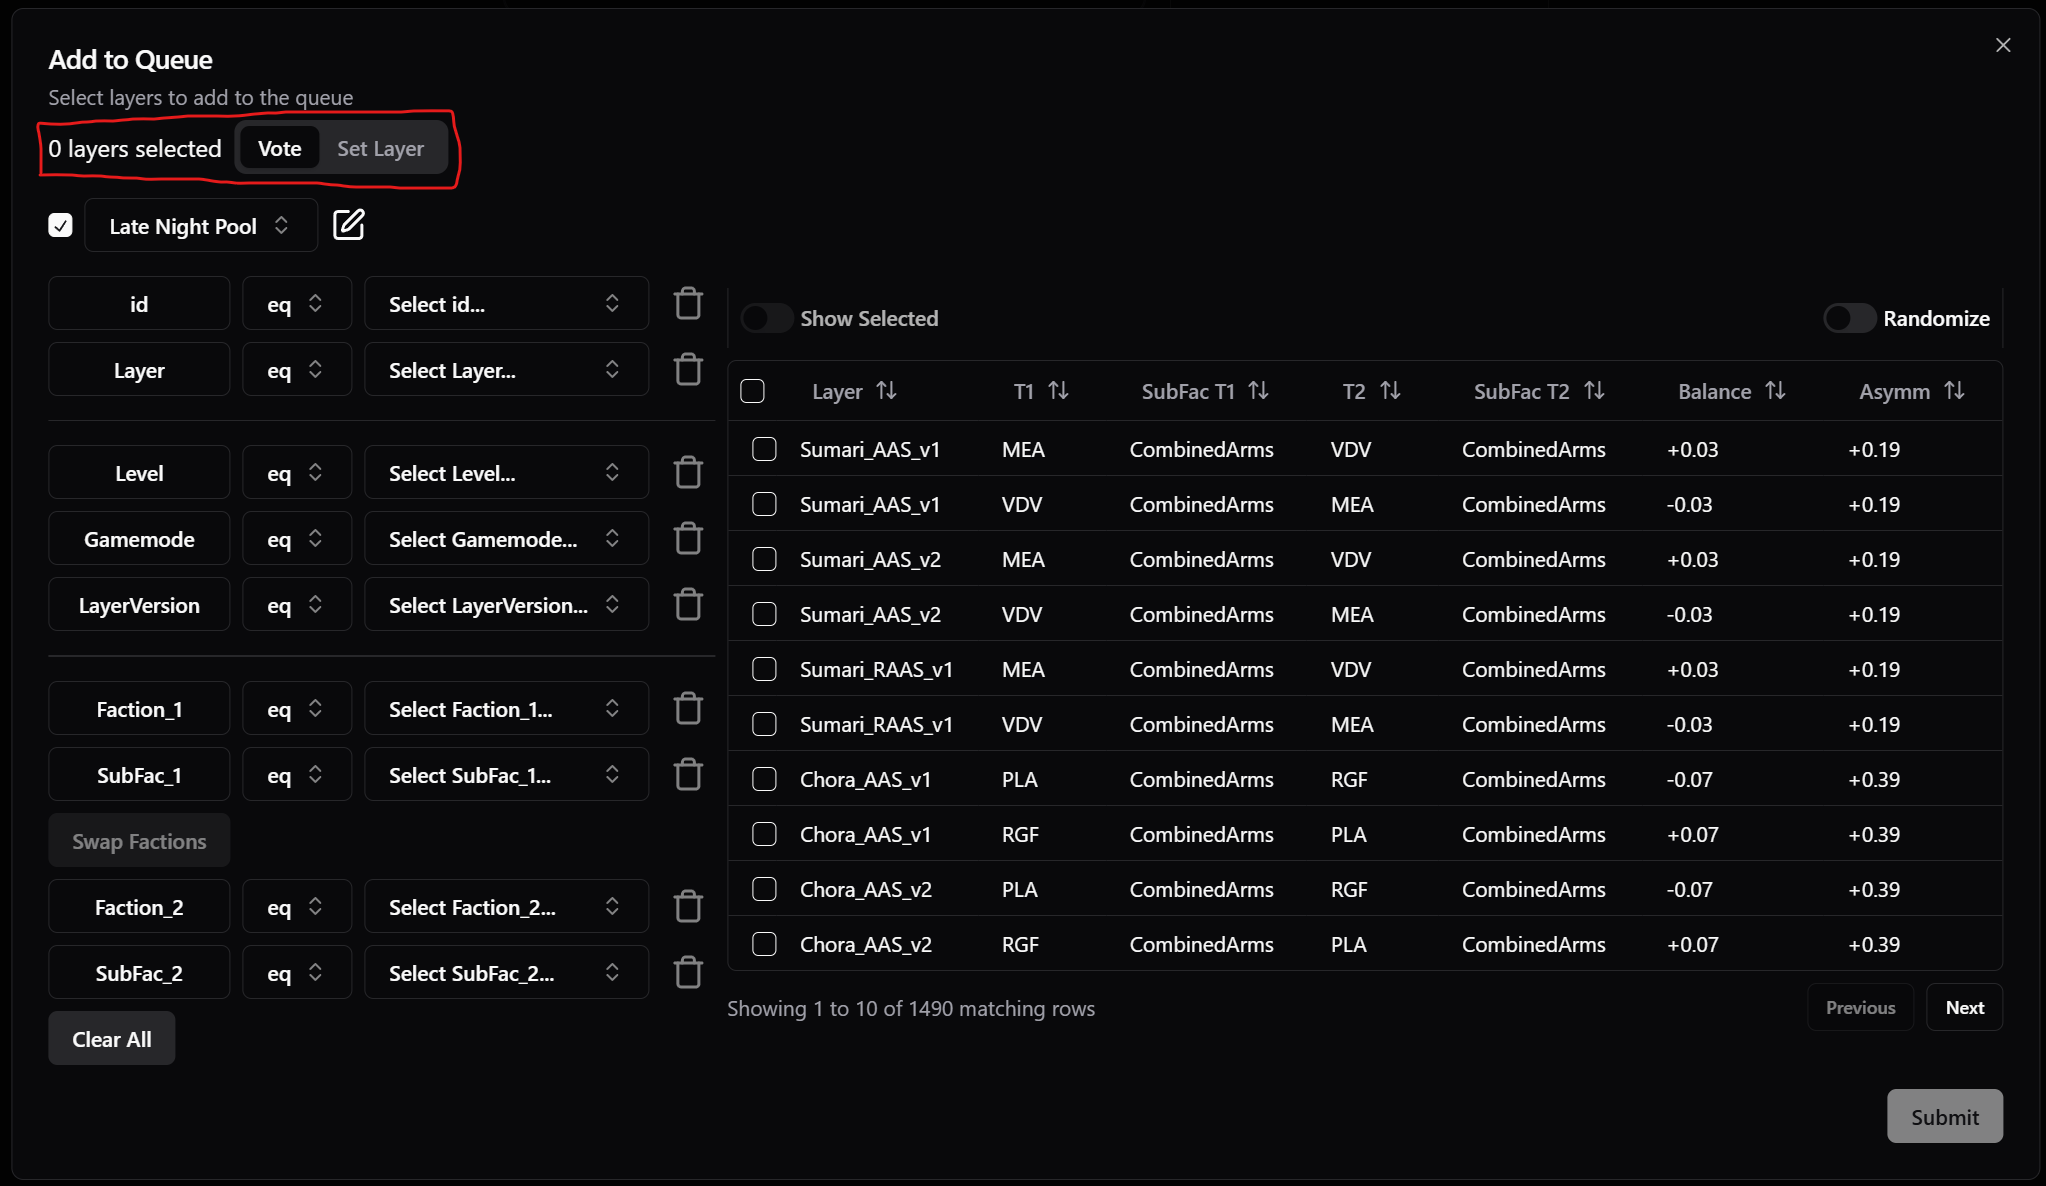 Add to Queue
Select layers to add to the queue
0 layers selected Vote Set Layer
Late Night Pool
id eq Select id...
Layer eq Select Layer...
Level eq Select Level...
Gamemode eq Select Gamemode...
LayerVersion eq Select LayerVersion...
Faction_1 eq Select Faction_1...
SubFac_1 eq Select SubFac_1...
Swap Factions
Faction_2 eq Select Faction_2...
SubFac_2 eq Select SubFac_2...
Clear All
Show Selected Randomize
Layer T1 SubFac T1 T2 SubFac T2 Balance Asymm
Sumari_AAS_v1 MEA CombinedArms VDV CombinedArms +0.03 +0.19
Sumari_AAS_v1 VDV CombinedArms MEA CombinedArms -0.03 +0.19
Sumari_AAS_v2 MEA CombinedArms VDV CombinedArms +0.03 +0.19
Sumari_AAS_v2 VDV CombinedArms MEA CombinedArms -0.03 +0.19
Sumari_RAAS_v1 MEA CombinedArms VDV CombinedArms +0.03 +0.19
Sumari_RAAS_v1 VDV CombinedArms MEA CombinedArms -0.03 +0.19
Chora_AAS_v1 PLA CombinedArms RGF CombinedArms -0.07 +0.39
Chora_AAS_v1 RGF CombinedArms PLA CombinedArms +0.07 +0.39
Chora_AAS_v2 PLA CombinedArms RGF CombinedArms -0.07 +0.39
Chora_AAS_v2 RGF CombinedArms PLA CombinedArms +0.07 +0.39
Showing 1 to 10 of 1490 matching rows Previous Next
Submit